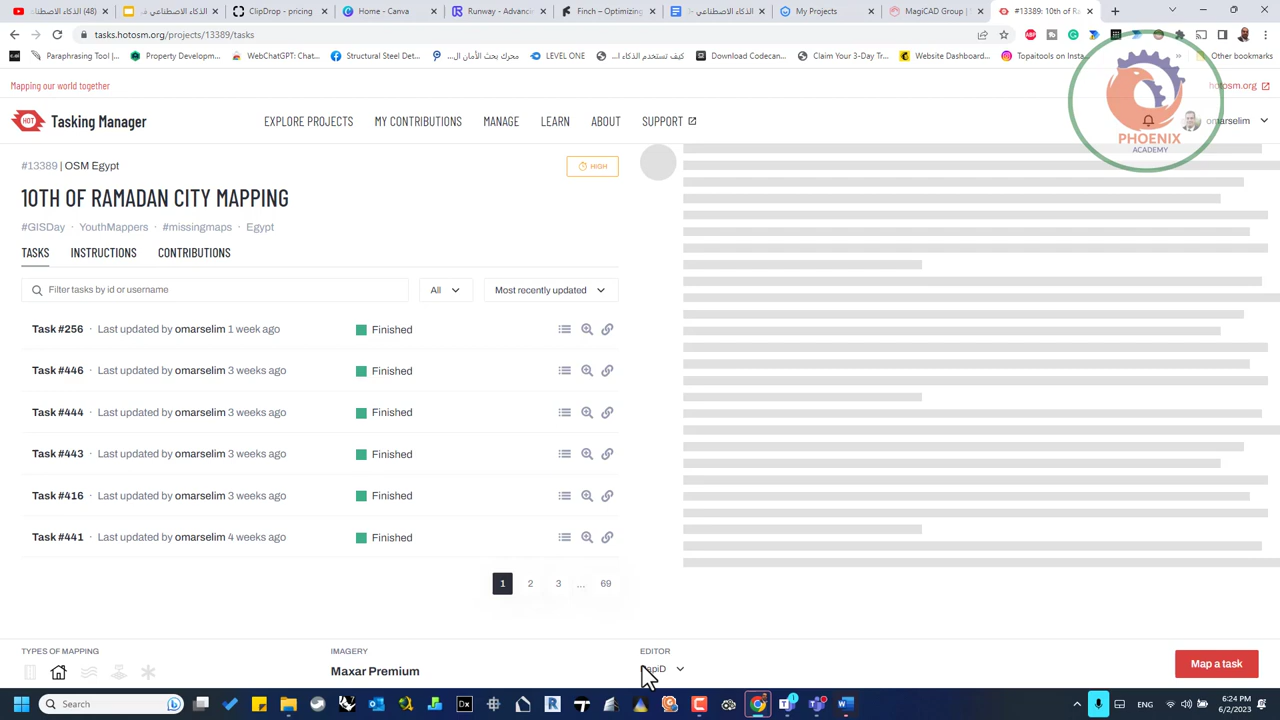 الذكاء الاصطناعي و
ClipDrop - pricing
Home - Canva
Runway - Advancing
Finch – Optimizing
الذكاء الاصطناعي
My Projects
MagiCAD Group |
#13389: 10th of Ra
tasks.hotosm.org/projects/13389/tasks
Paraphrasing Tool |...
Property Developm...
WebChatGPT: Chat...
Structural Steel Det...
محرك بحث الأمان ال...
LEVEL ONE
كيف تستخدم الذكاء الا...
Download Codecan...
Claim Your 3-Day Tr...
Topaitools on Insta...
Website Dashboard...
Other bookmarks
Mapping our world together
hotosm.org
HOT Tasking Manager
EXPLORE PROJECTS
MY CONTRIBUTIONS
MANAGE
LEARN
ABOUT
SUPPORT
omarselim
PHOENIX
ACADEMY
#13389 | OSM Egypt
HIGH
10TH OF RAMADAN CITY MAPPING
#GISDay · YouthMappers · #missingmaps · Egypt
TASKS
INSTRUCTIONS
CONTRIBUTIONS
Filter tasks by id or username
All
Most recently updated
Task #256 · Last updated by omarselim 1 week ago Finished
Task #446 · Last updated by omarselim 3 weeks ago Finished
Task #444 · Last updated by omarselim 3 weeks ago Finished
Task #443 · Last updated by omarselim 3 weeks ago Finished
Task #416 · Last updated by omarselim 3 weeks ago Finished
Task #441 · Last updated by omarselim 4 weeks ago Finished
1 2 3 ... 69
TYPES OF MAPPING
IMAGERY
EDITOR
Maxar Premium
Map a task
Search
ENG
6:24 PM
6/2/2023